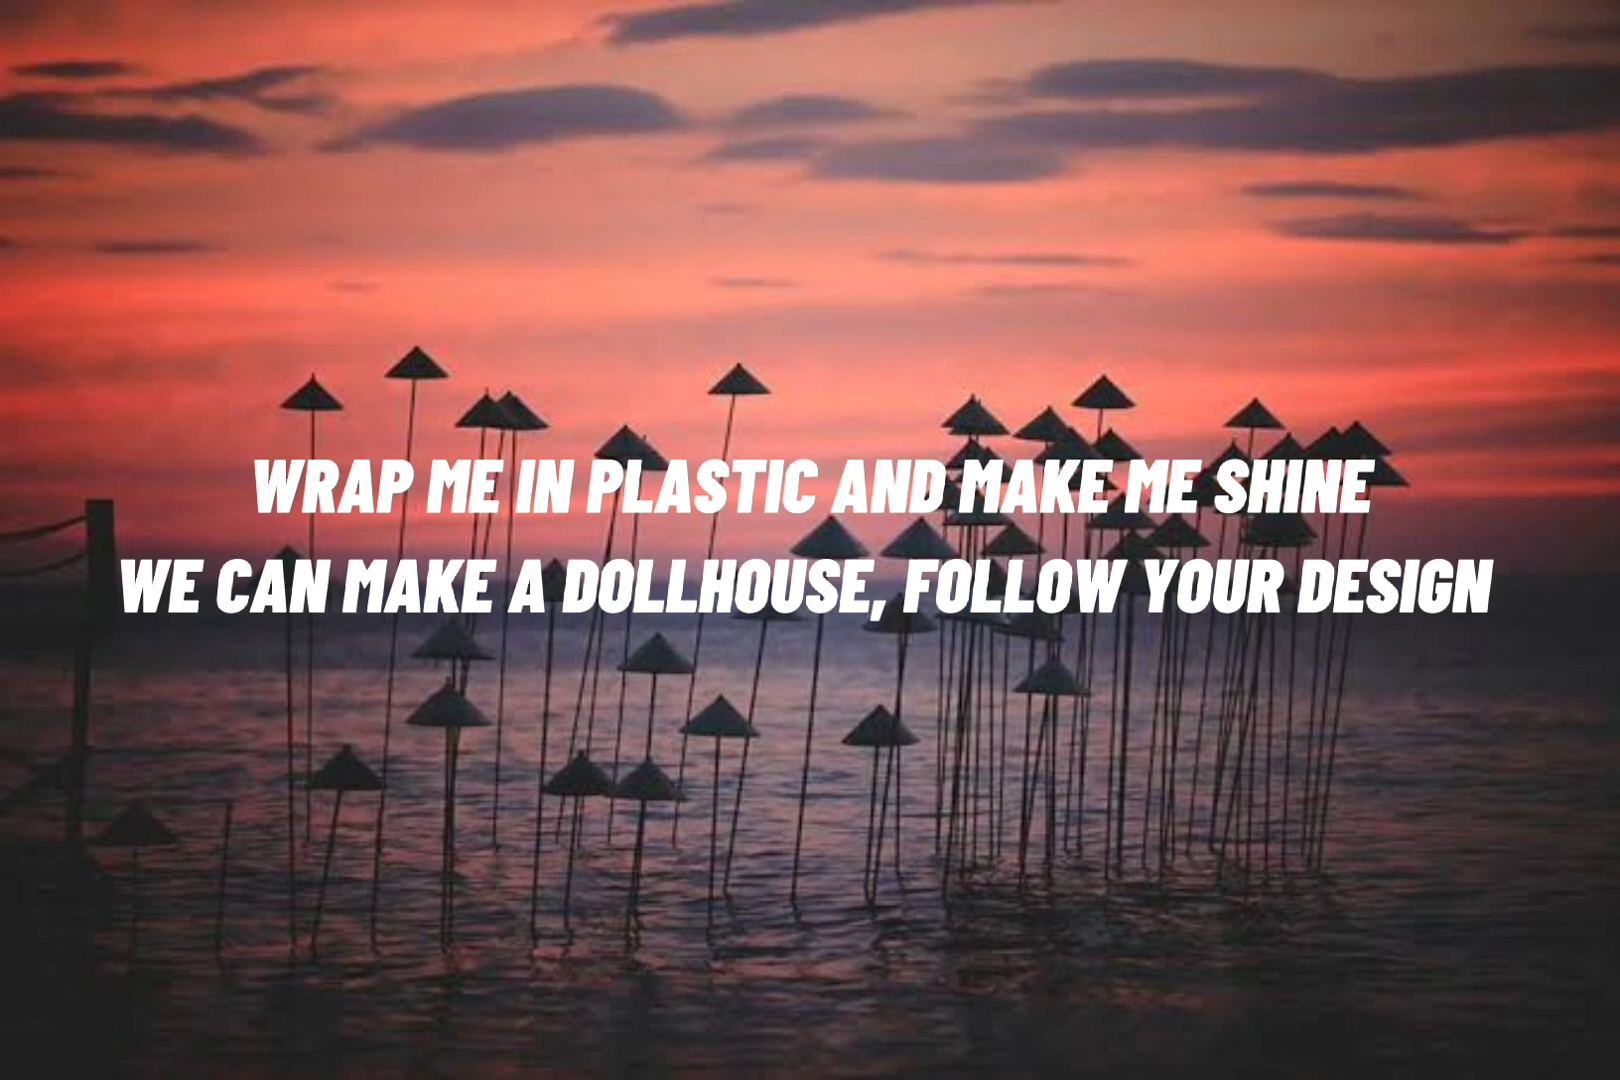 WRAP ME IN PLASTIC AND MAKE ME SHINE
WE CAN MAKE A DOLLHOUSE, FOLLOW YOUR DESIGN